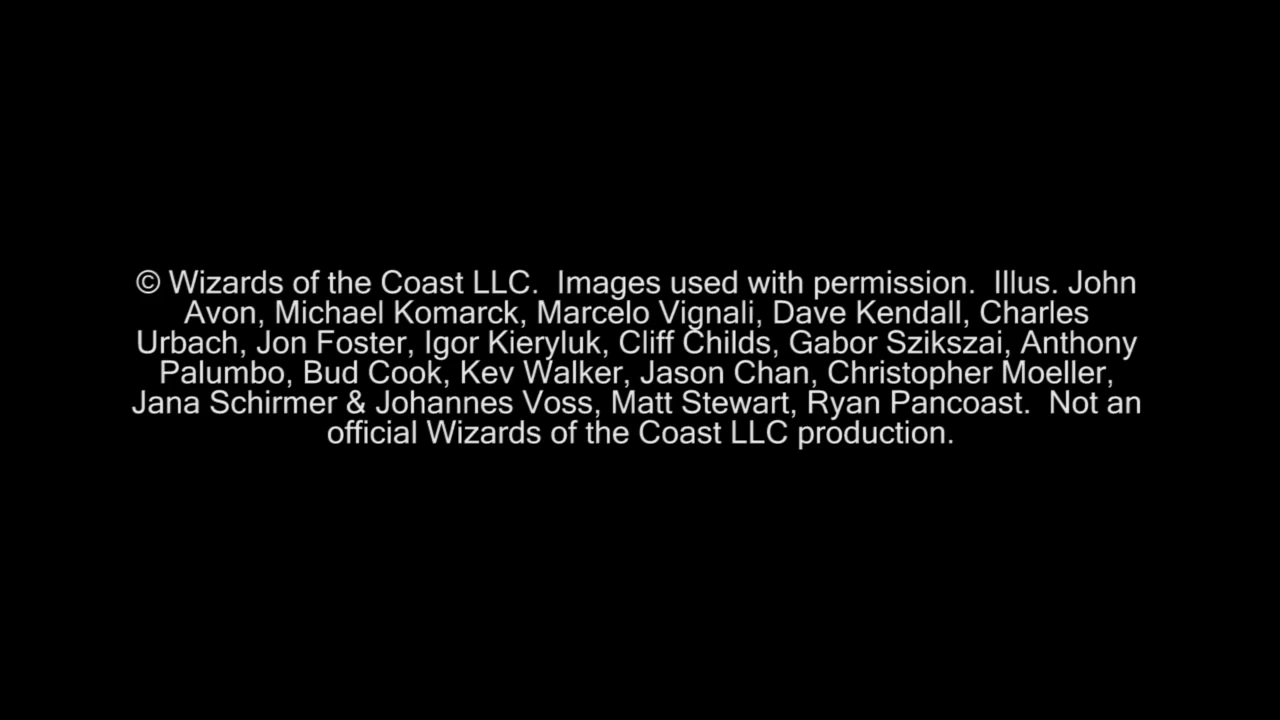 © Wizards of the Coast LLC.  Images used with permission.  Illus. John
Avon, Michael Komarck, Marcelo Vignali, Dave Kendall, Charles
Urbach, Jon Foster, Igor Kieryluk, Cliff Childs, Gabor Szikszai, Anthony
Palumbo, Bud Cook, Kev Walker, Jason Chan, Christopher Moeller,
Jana Schirmer & Johannes Voss, Matt Stewart, Ryan Pancoast.  Not an
official Wizards of the Coast LLC production.